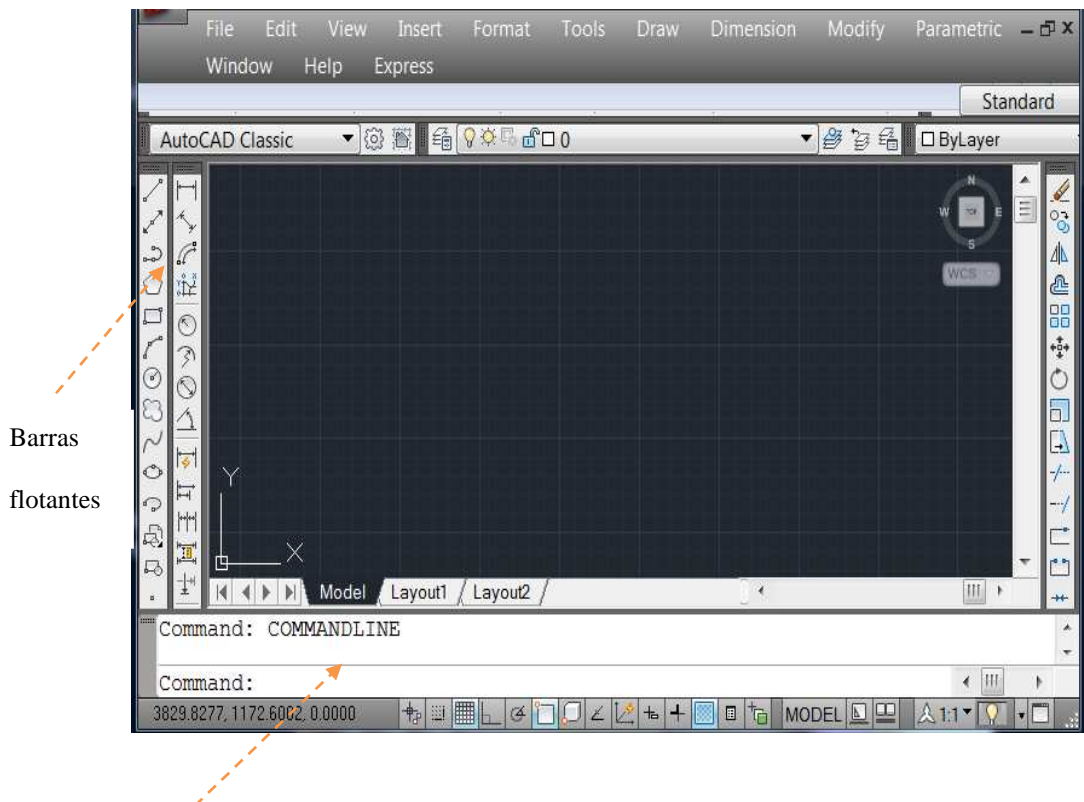 File Edit View Insert Format Tools Draw Dimension Modify Parametric
Window Help Express
Standard
AutoCAD Classic 0 ByLayer
N
W TOP E
S
WCS
Barras
flotantes
Y
X
Model Layout1 Layout2
Command: COMMANDLINE
Command:
3829.8277, 1172.6002, 0.0000 MODEL 1:1